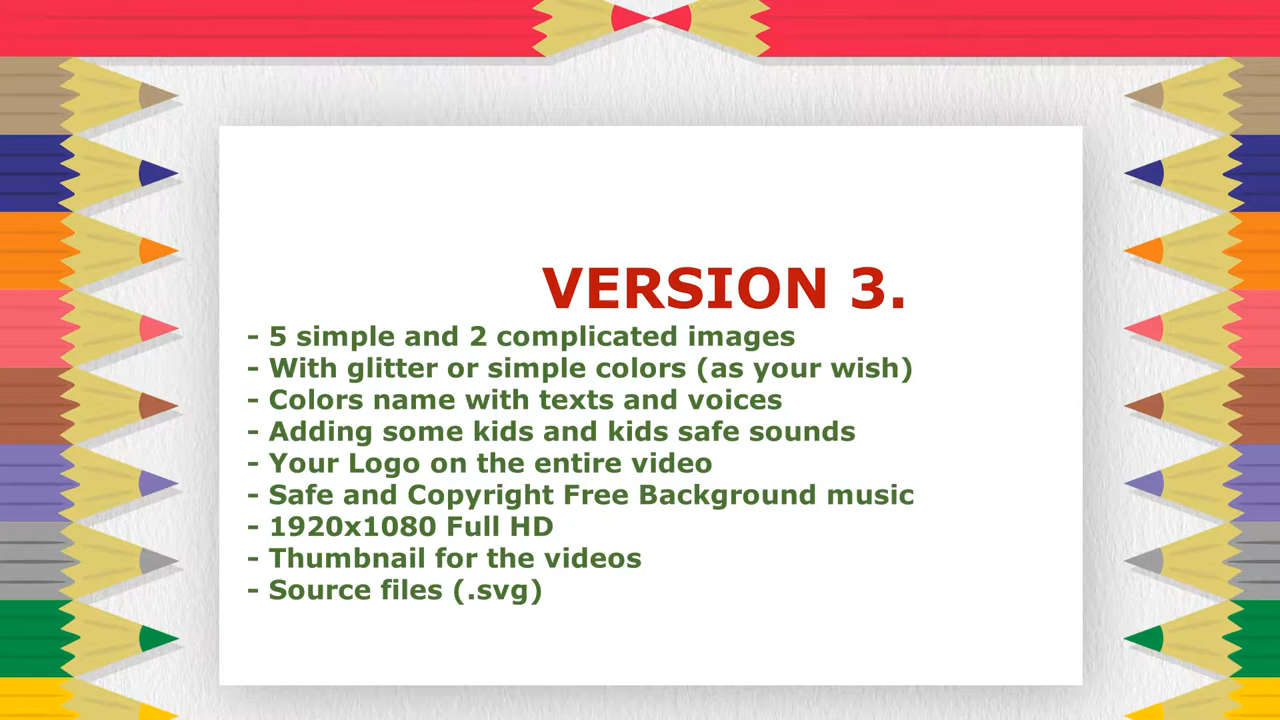 VERSION 3.
- 5 simple and 2 complicated images
- With glitter or simple colors (as your wish)
- Colors name with texts and voices
- Adding some kids and kids safe sounds
- Your Logo on the entire video
- Safe and Copyright Free Background music
- 1920x1080 Full HD
- Thumbnail for the videos
- Source files (.svg)